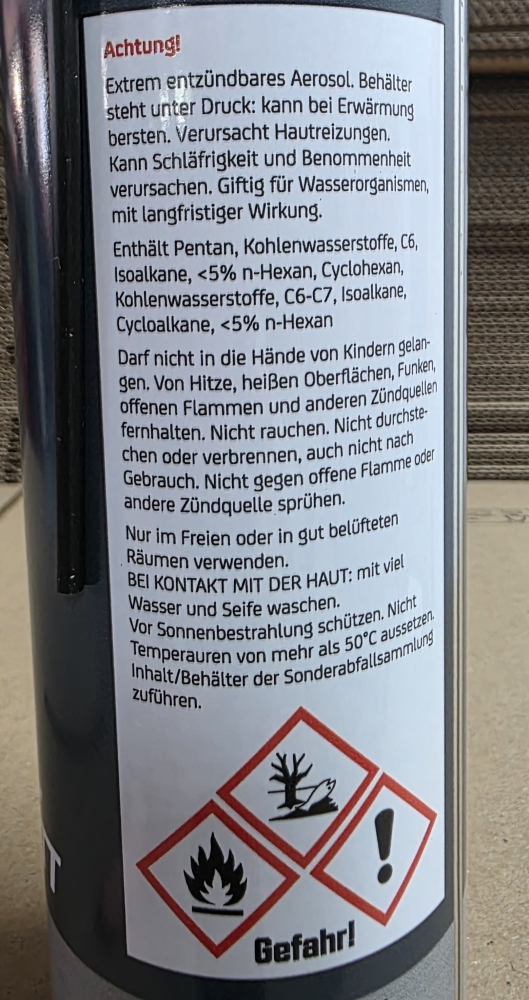 Achtung!
Extrem entzündbares Aerosol. Behälter
steht unter Druck: kann bei Erwärmung
bersten. Verursacht Hautreizungen.
Kann Schläfrigkeit und Benommenheit
verursachen. Giftig für Wasserorganismen,
mit langfristiger Wirkung.
Enthält Pentan, Kohlenwasserstoffe, C6,
Isoalkane, <5% n-Hexan, Cyclohexan,
Kohlenwasserstoffe, C6-C7, Isoalkane,
Cycloalkane, <5% n-Hexan
Darf nicht in die Hände von Kindern gelan-
gen. Von Hitze, heißen Oberflächen, Funken,
offenen Flammen und anderen Zündquellen
fernhalten. Nicht rauchen. Nicht durchste-
chen oder verbrennen, auch nicht nach
Gebrauch. Nicht gegen offene Flamme oder
andere Zündquelle sprühen.
Nur im Freien oder in gut belüfteten
Räumen verwenden.
BEI KONTAKT MIT DER HAUT: mit viel
Wasser und Seife waschen.
Vor Sonnenbestrahlung schützen. Nicht
Temperauren von mehr als 50°C aussetzen.
Inhalt/Behälter der Sonderabfallsammlung
zuführen.
Gefahr!